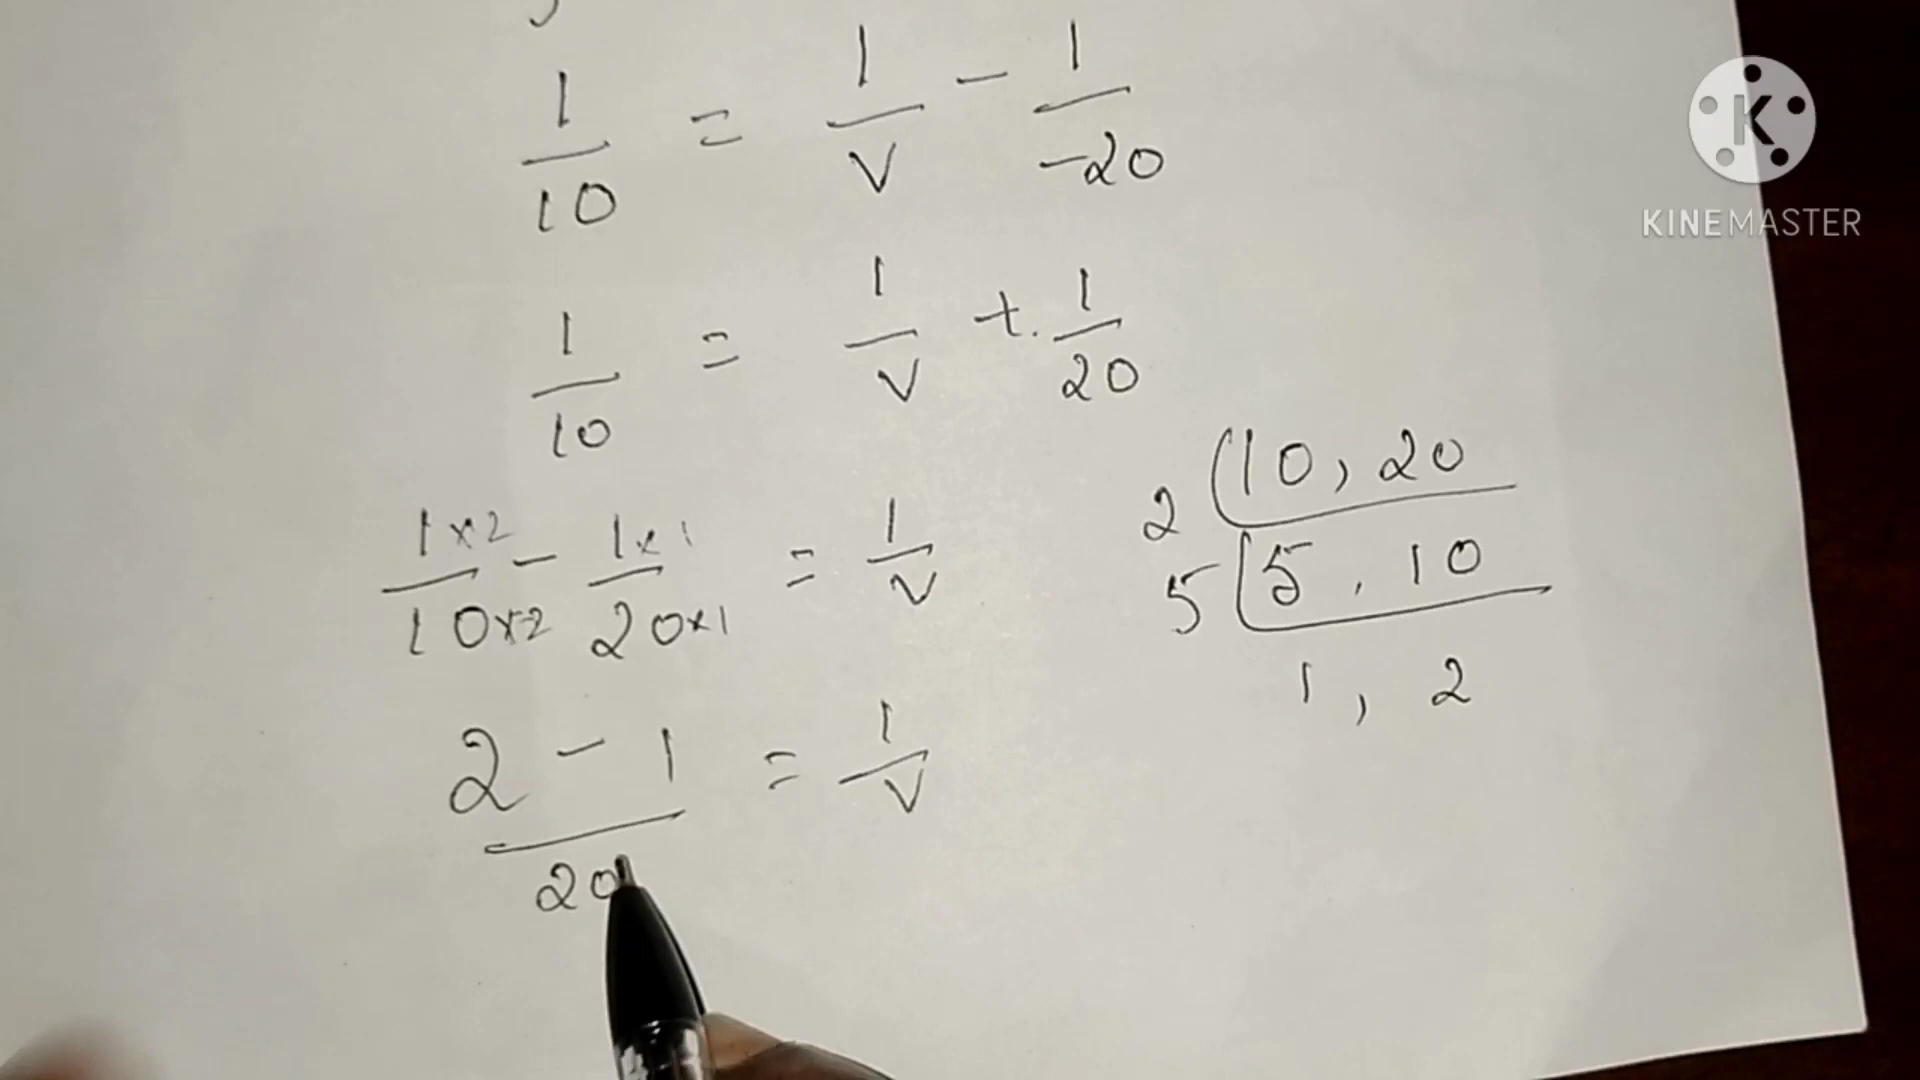 1/10 = 1/v - 1/-20
1/10 = 1/v +. 1/20
1×2/10×2 - 1×1/20×1 = 1/v
2 - 1/20 = 1/v
2 (10, 20
5 (5, 10
1, 2
K
KINEMASTER